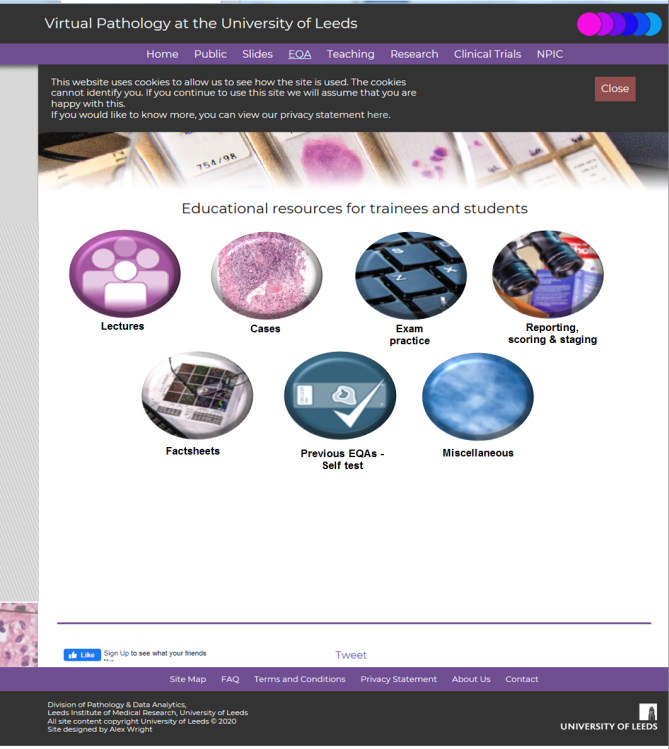 Virtual Pathology at the University of Leeds
Home Public Slides EQA Teaching Research Clinical Trials NPIC
This website uses cookies to allow us to see how the site is used. The cookies
cannot identify you. If you continue to use this site we will assume that you are
happy with this.
If you would like to know more, you can view our privacy statement here.
Close
754/98
Educational resources for trainees and students
Lectures
Cases
Exam
practice
Reporting,
scoring & staging
Factsheets
Previous EQAs -
Self test
Miscellaneous
Like
Sign Up to see what your friends
Tweet
Site Map FAQ Terms and Conditions Privacy Statement About Us Contact
Division of Pathology & Data Analytics,
Leeds Institute of Medical Research, University of Leeds
All site content copyright University of Leeds © 2020
Site designed by Alex Wright
UNIVERSITY OF LEEDS